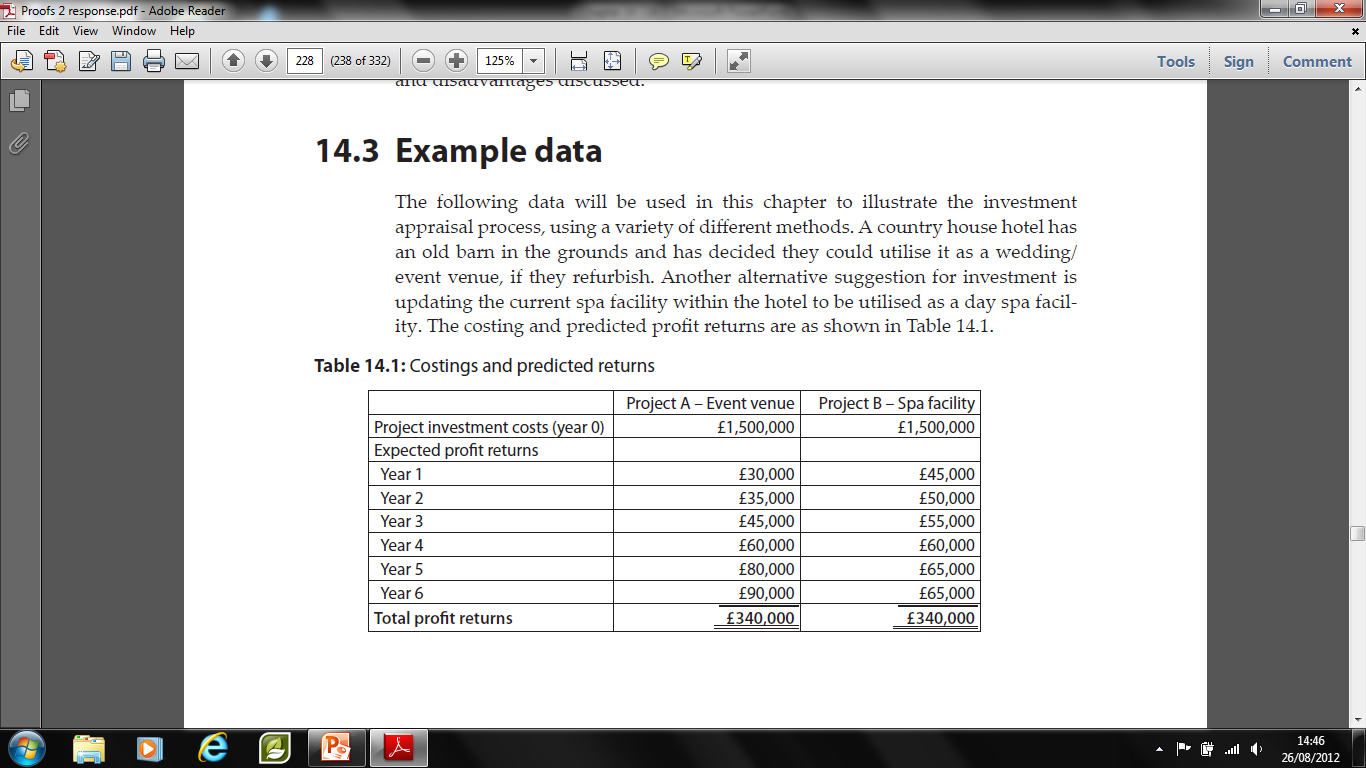 Proofs 2 response.pdf - Adobe Reader
File Edit View Window Help
228 (238 of 332) 125% Tools Sign Comment
and disadvantages discussed.
14.3 Example data
The following data will be used in this chapter to illustrate the investment
appraisal process, using a variety of different methods. A country house hotel has
an old barn in the grounds and has decided they could utilise it as a wedding/
event venue, if they refurbish. Another alternative suggestion for investment is
updating the current spa facility within the hotel to be utilised as a day spa facil-
ity. The costing and predicted profit returns are as shown in Table 14.1.
Table 14.1: Costings and predicted returns
Project A – Event venue Project B – Spa facility
Project investment costs (year 0) £1,500,000 £1,500,000
Expected profit returns
Year 1 £30,000 £45,000
Year 2 £35,000 £50,000
Year 3 £45,000 £55,000
Year 4 £60,000 £60,000
Year 5 £80,000 £65,000
Year 6 £90,000 £65,000
Total profit returns £340,000 £340,000
14:46
26/08/2012